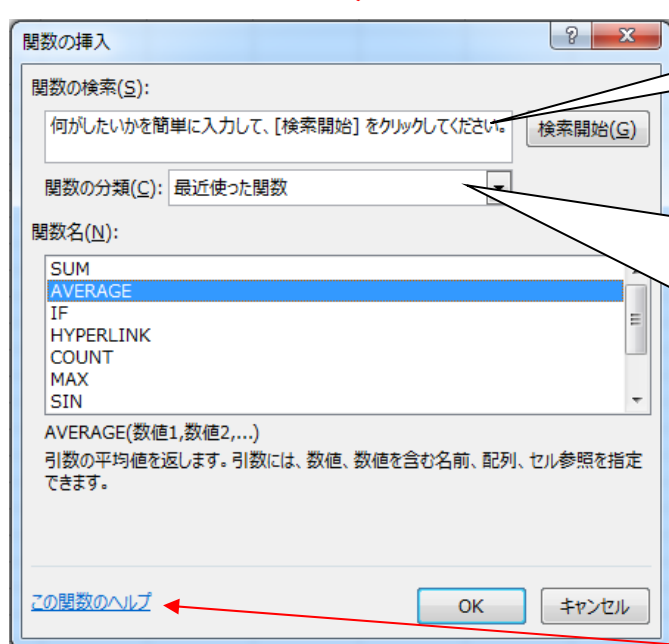 関数の挿入
?
X
関数の検索(S):
何がしたいかを簡単に入力して、[検索開始] をクリックしてください。
検索開始(G)
関数の分類(C): 最近使った関数
関数名(N):
SUM
AVERAGE
IF
HYPERLINK
COUNT
MAX
SIN
AVERAGE(数値1,数値2,...)
引数の平均値を返します。引数には、数値、数値を含む名前、配列、セル参照を指定
できます。
この関数のヘルプ
OK
キャンセル